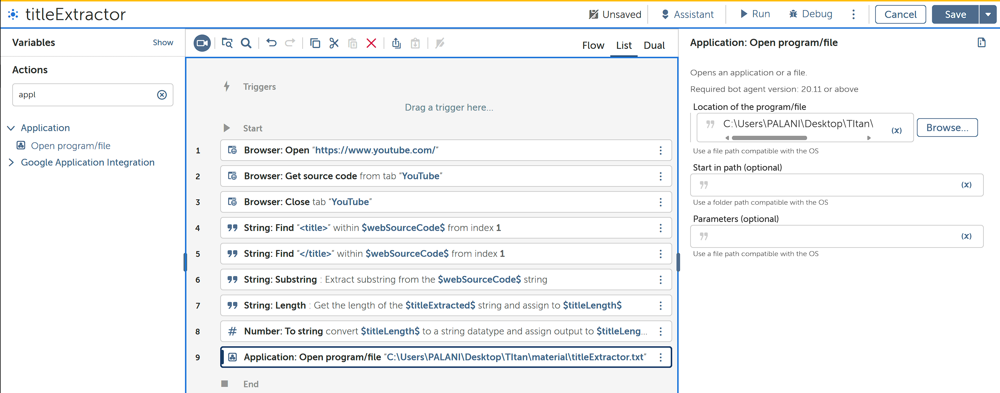 titleExtractor
Unsaved
Assistant
Run
Debug
Cancel
Save
Variables
Show
Actions
appl
Application
Open program/file
Google Application Integration
Flow
List
Dual
Triggers
Drag a trigger here...
Start
1 Browser: Open “https://www.youtube.com/”
2 Browser: Get source code from tab “YouTube”
3 Browser: Close tab “YouTube”
4 String: Find “<title>” within $webSourceCode$ from index 1
5 String: Find “</title>” within $webSourceCode$ from index 1
6 String: Substring : Extract substring from the $webSourceCode$ string
7 String: Length : Get the length of the $titleExtracted$ string and assign to $titleLength$
8 Number: To string convert $titleLength$ to a string datatype and assign output to $titleLeng...
9 Application: Open program/file “C:\Users\PALANI\Desktop\TItan\material\titleExtractor.txt”
End
Application: Open program/file
Opens an application or a file.
Required bot agent version: 20.11 or above
Location of the program/file
C:\Users\PALANI\Desktop\TItan\
(x)
Browse...
Use a file path compatible with the OS
Start in path (optional)
(x)
Use a folder path compatible with the OS
Parameters (optional)
(x)
Use a file path compatible with the OS